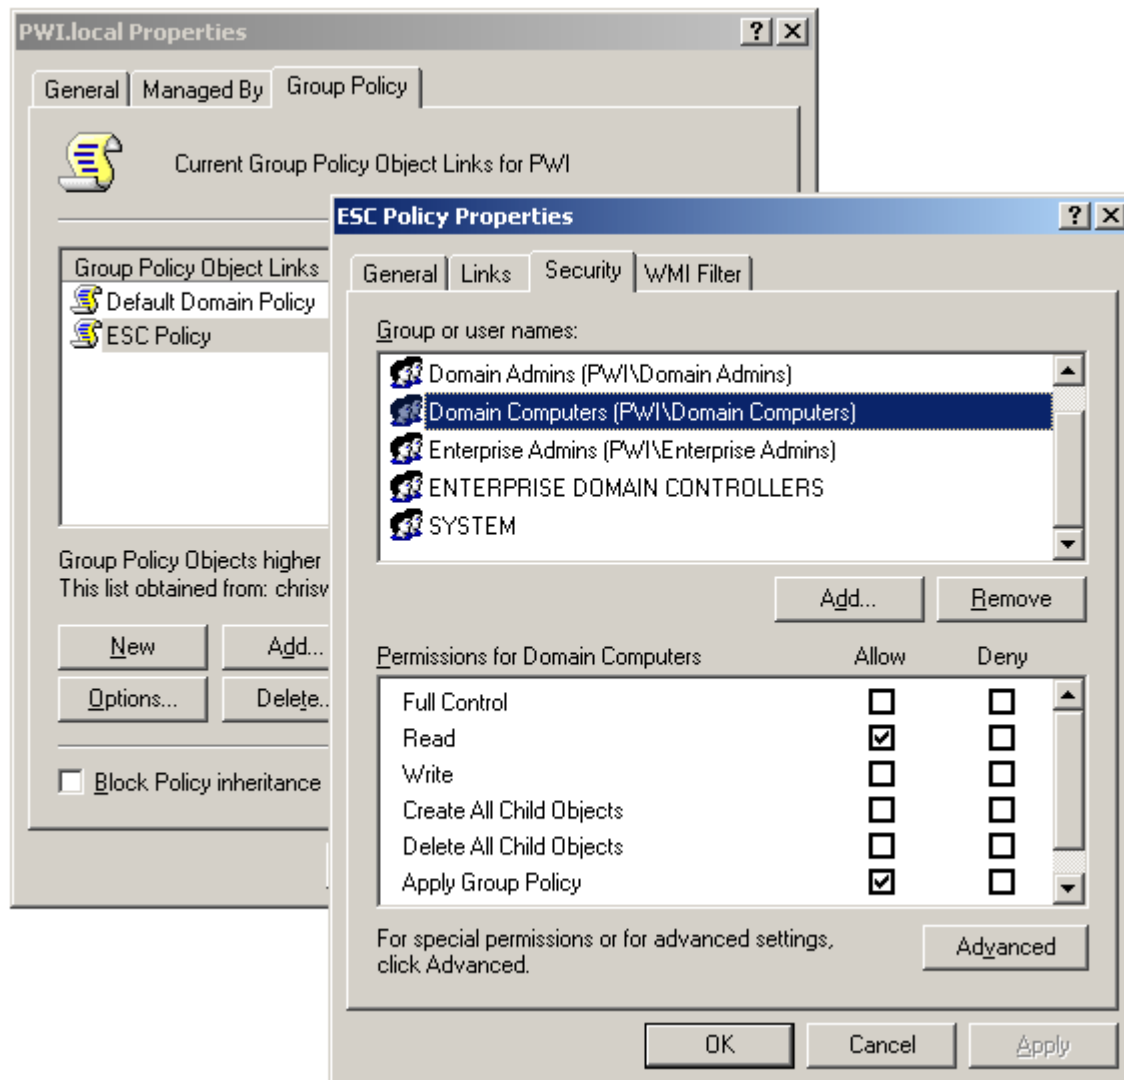 PWI.local Properties
General Managed By Group Policy
Current Group Policy Object Links for PWI
Group Policy Object Links
Default Domain Policy
ESC Policy
Group Policy Objects higher
This list obtained from:
New Add...
Options... Delete..
Block Policy inheritance
ESC Policy Properties
General Links Security WMI Filter
Group or user names:
Domain Admins (PWI\Domain Admins)
Domain Computers (PWI\Domain Computers)
Enterprise Admins (PWI\Enterprise Admins)
ENTERPRISE DOMAIN CONTROLLERS
SYSTEM
Add... Remove
Permissions for Domain Computers Allow Deny
Full Control
Read
Write
Create All Child Objects
Delete All Child Objects
Apply Group Policy
For special permissions or for advanced settings,
click Advanced.
Advanced
OK Cancel Apply